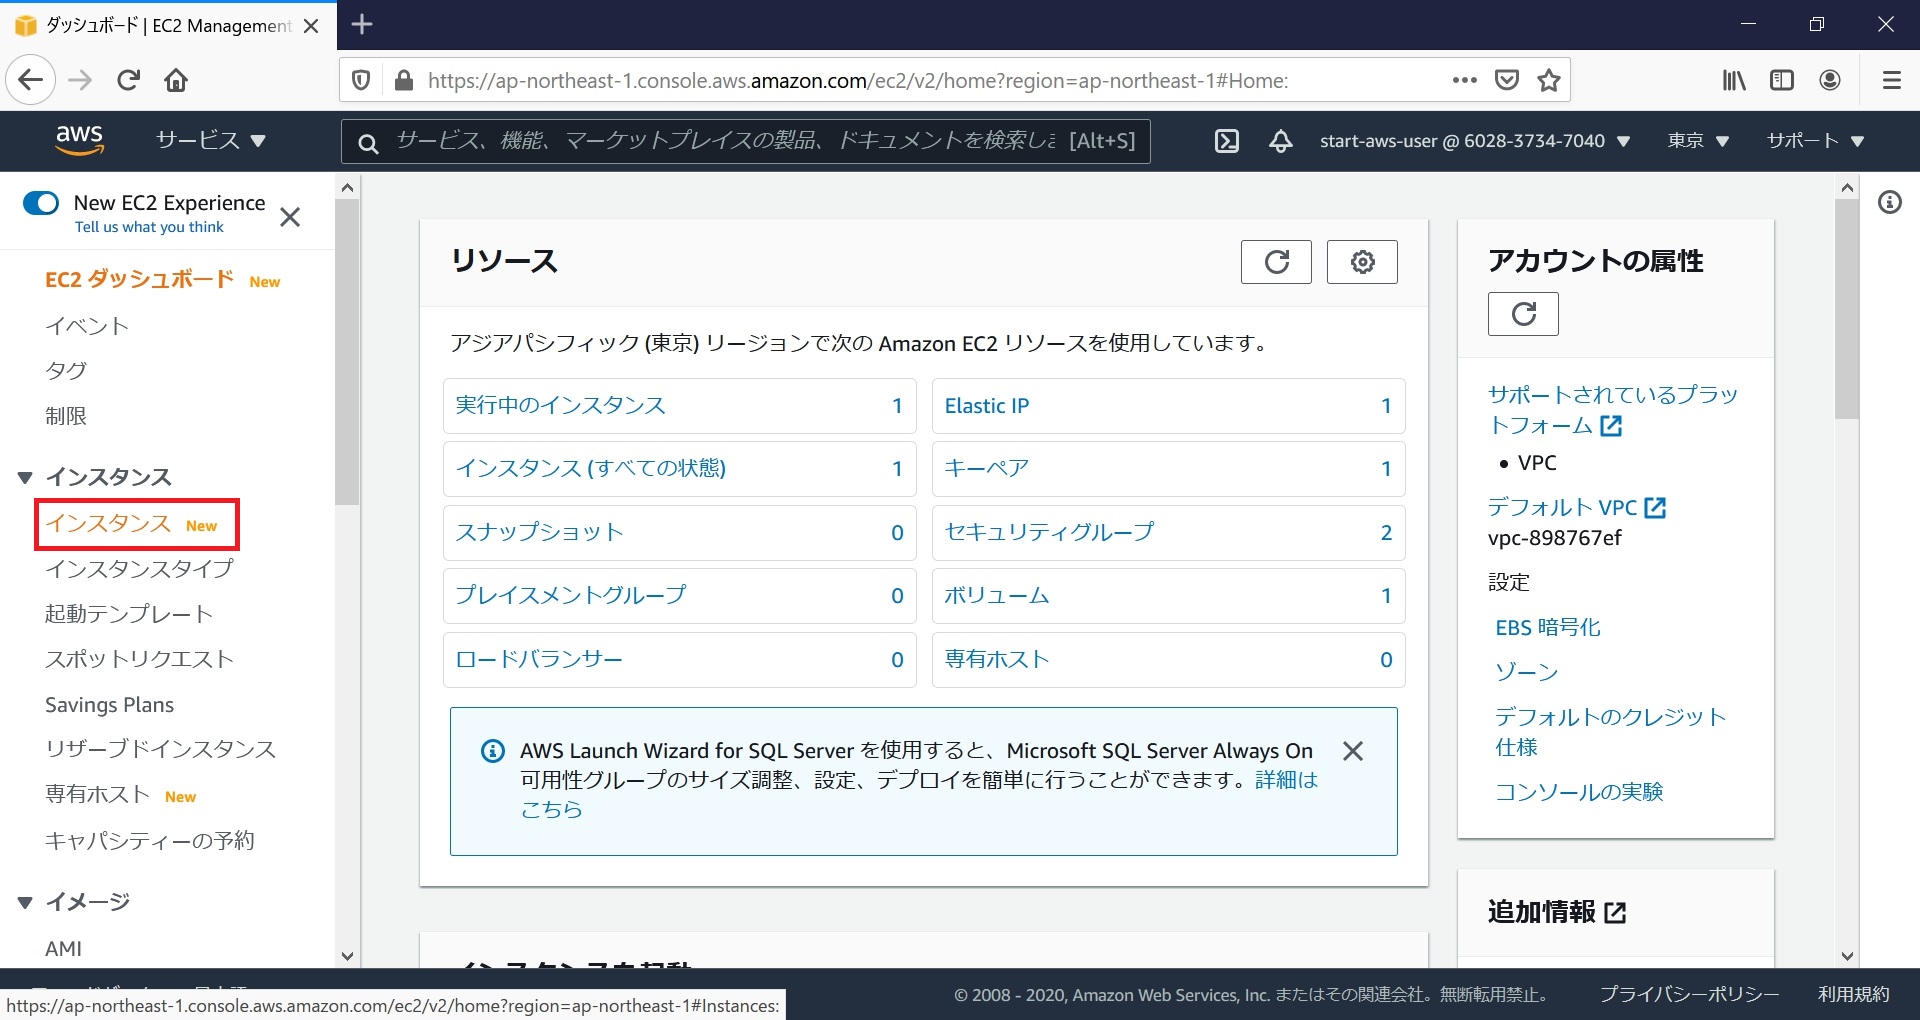 ダッシュボード | EC2 Management
https://ap-northeast-1.console.aws.amazon.com/ec2/v2/home?region=ap-northeast-1#Home:
aws
サービス
サービス、機能、マーケットプレイスの製品、ドキュメントを検索しま [Alt+S]
start-aws-user @ 6028-3734-7040
東京
サポート
New EC2 Experience
Tell us what you think
EC2 ダッシュボード New
イベント
タグ
制限
インスタンス
インスタンス New
インスタンスタイプ
起動テンプレート
スポットリクエスト
Savings Plans
リザーブドインスタンス
専有ホスト New
キャパシティーの予約
イメージ
AMI
リソース
アジアパシフィック (東京) リージョンで次の Amazon EC2 リソースを使用しています。
実行中のインスタンス 1
Elastic IP 1
インスタンス (すべての状態) 1
キーペア 1
スナップショット 0
セキュリティグループ 2
プレイスメントグループ 0
ボリューム 1
ロードバランサー 0
専有ホスト 0
AWS Launch Wizard for SQL Server を使用すると、Microsoft SQL Server Always On
可用性グループのサイズ調整、設定、デプロイを簡単に行うことができます。詳細は
こちら
インスタンスを起動
アカウントの属性
サポートされているプラッ
トフォーム
• VPC
デフォルト VPC
vpc-898767ef
設定
EBS 暗号化
ゾーン
デフォルトのクレジット
仕様
コンソールの実験
追加情報
© 2008 - 2020, Amazon Web Services, Inc. またはその関連会社。無断転用禁止。
プライバシーポリシー
利用規約
https://ap-northeast-1.console.aws.amazon.com/ec2/v2/home?region=ap-northeast-1#Instances: